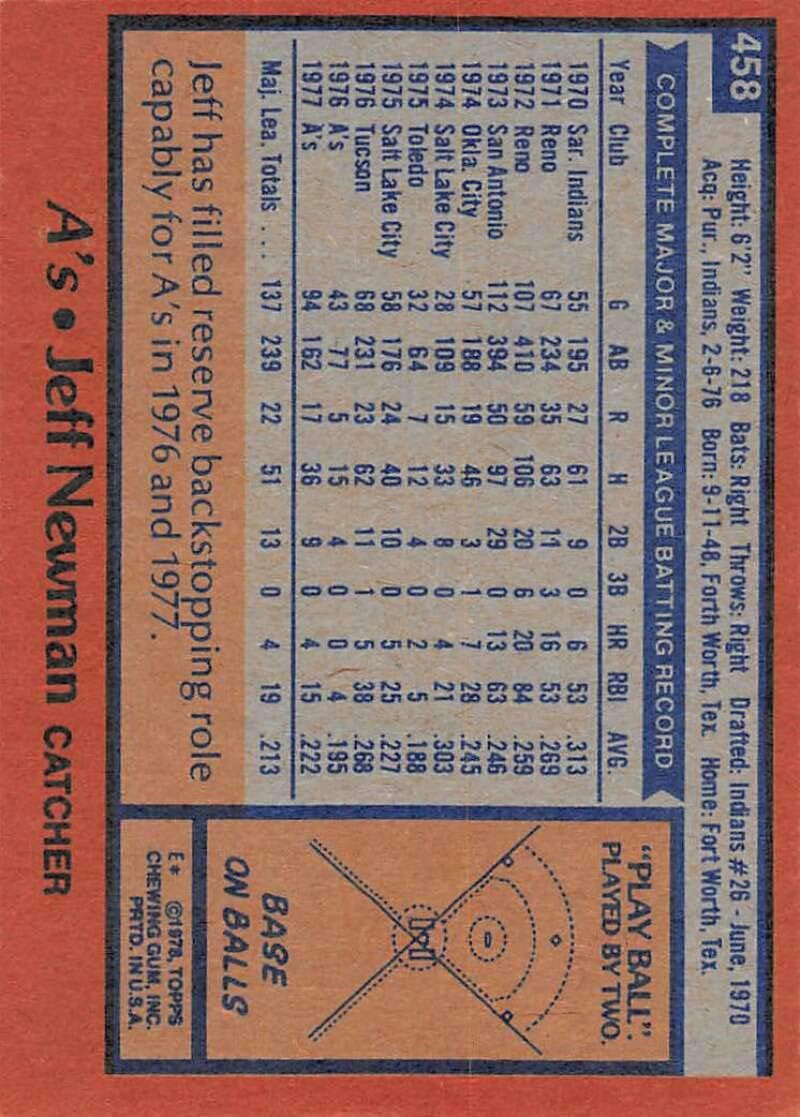 458
Height: 6'2" Weight: 218 Bats: Right Throws: Right Drafted: Indians #26 - June, 1970
Acq: Pur., Indians, 2-6-76 Born: 9-11-48, Forth Worth, Tex. Home: Fort Worth, Tex.
COMPLETE MAJOR & MINOR LEAGUE BATTING RECORD
Year Club G AB R H 2B 3B HR RBI AVG.
1970 Sar. Indians 55 195 27 61 9 0 6 53 .313
1971 Reno 67 234 35 63 11 3 16 53 .269
1972 Reno 107 410 59 106 20 6 20 84 .259
1973 San Antonio 112 394 50 97 29 0 13 63 .246
1974 Okla. City 57 188 19 46 3 1 7 28 .245
1974 Salt Lake City 28 109 15 33 8 0 4 21 .303
1975 Toledo 32 64 7 12 4 0 2 5 .188
1975 Salt Lake City 58 176 24 40 10 0 5 25 .227
1976 Tucson 68 231 23 62 11 1 5 38 .268
1976 A's 43 77 5 15 4 0 0 4 .195
1977 A's 94 162 17 36 9 0 4 15 .222
Maj. Lea. Totals . . . 137 239 22 51 13 0 4 19 .213
Jeff has filled reserve backstopping role
capably for A's in 1976 and 1977.
"PLAY BALL"
PLAYED BY TWO.
BASE
ON BALLS
E* ©1978, TOPPS
CHEWING GUM, INC.
PRTD. IN U.S.A.
A's • Jeff Newman CATCHER